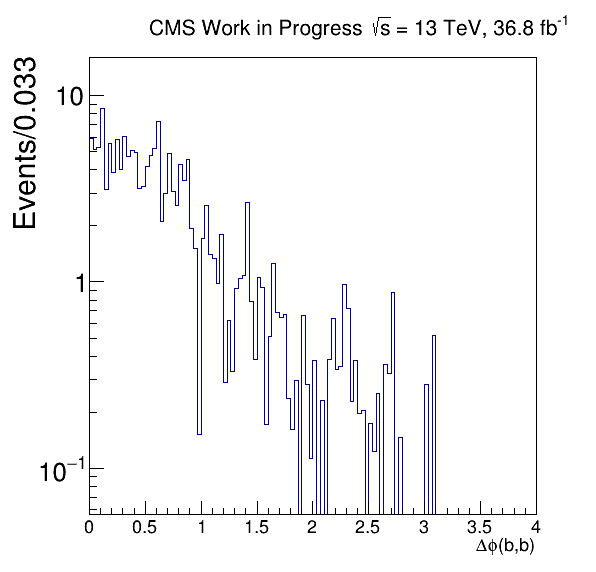 CMS Work in Progress √s = 13 TeV, 36.8 fb⁻¹
Events/0.033
10
1
10⁻¹
0 0.5 1 1.5 2 2.5 3 3.5 4
Δϕ(b,b)